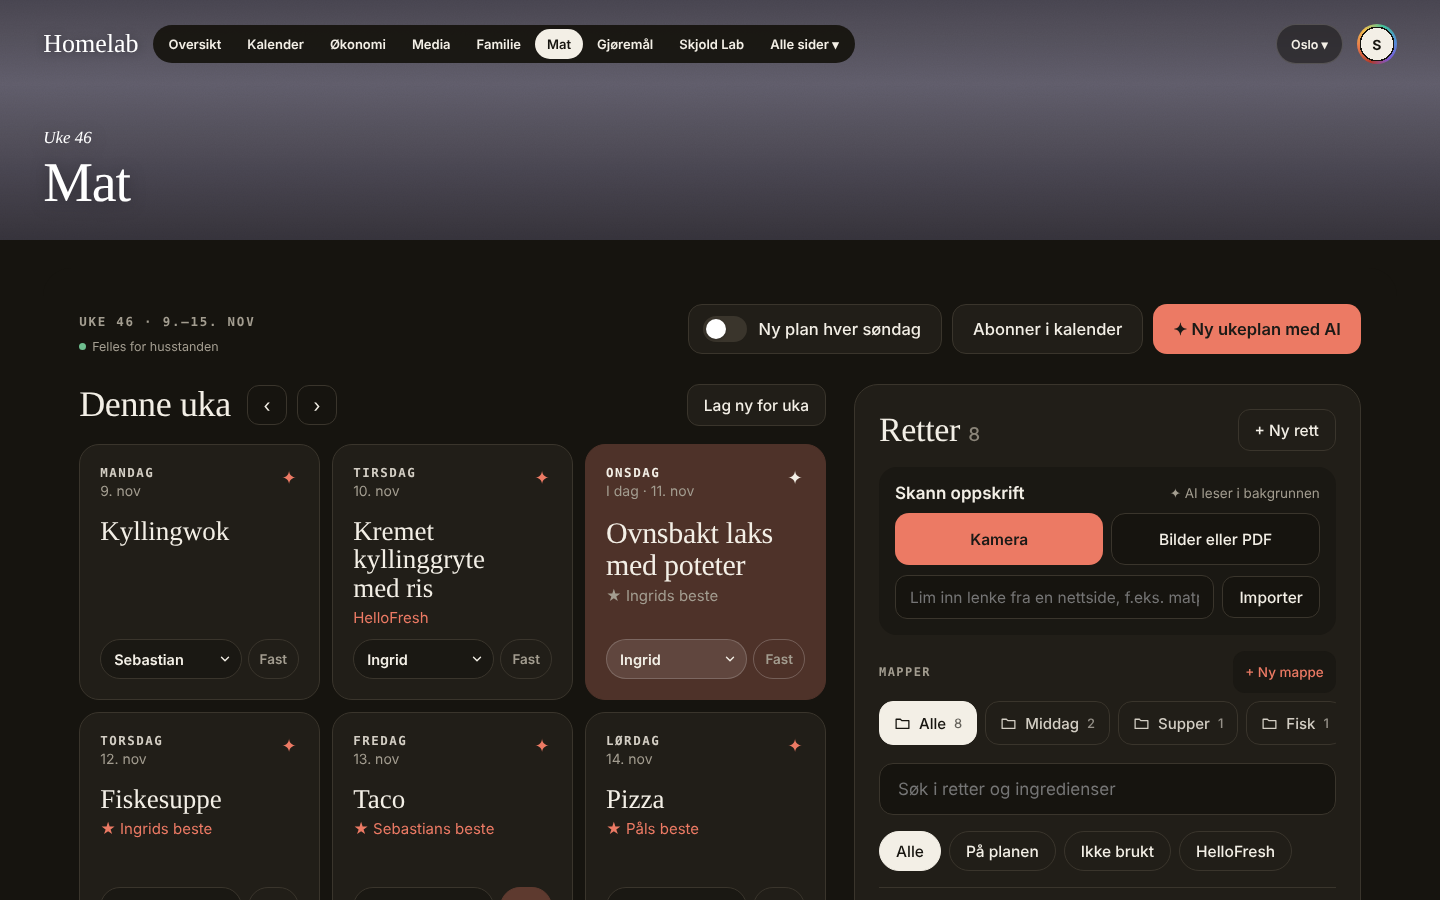 Homelab
Oversikt
Kalender
Økonomi
Media
Familie
Mat
Gjøremål
Skjold Lab
Alle sider ▾
Oslo ▾
S
Uke 46
Mat
UKE 46 · 9.–15. NOV
Felles for husstanden
Ny plan hver søndag
Abonner i kalender
✦ Ny ukeplan med AI
Denne uka
‹
›
Lag ny for uka
MANDAG
9. nov
✦
Kyllingwok
Sebastian
Fast
TIRSDAG
10. nov
✦
Kremet
kyllinggryte
med ris
HelloFresh
Ingrid
Fast
ONSDAG
I dag · 11. nov
✦
Ovnsbakt laks
med poteter
★ Ingrids beste
Ingrid
Fast
TORSDAG
12. nov
✦
Fiskesuppe
★ Ingrids beste
FREDAG
13. nov
✦
Taco
★ Sebastians beste
LØRDAG
14. nov
✦
Pizza
★ Påls beste
Retter 8
+ Ny rett
Skann oppskrift
✦ AI leser i bakgrunnen
Kamera
Bilder eller PDF
Lim inn lenke fra en nettside, f.eks. mat
Importer
MAPPER
+ Ny mappe
Alle 8
Middag 2
Supper 1
Fisk 1
Søk i retter og ingredienser
Alle
På planen
Ikke brukt
HelloFresh